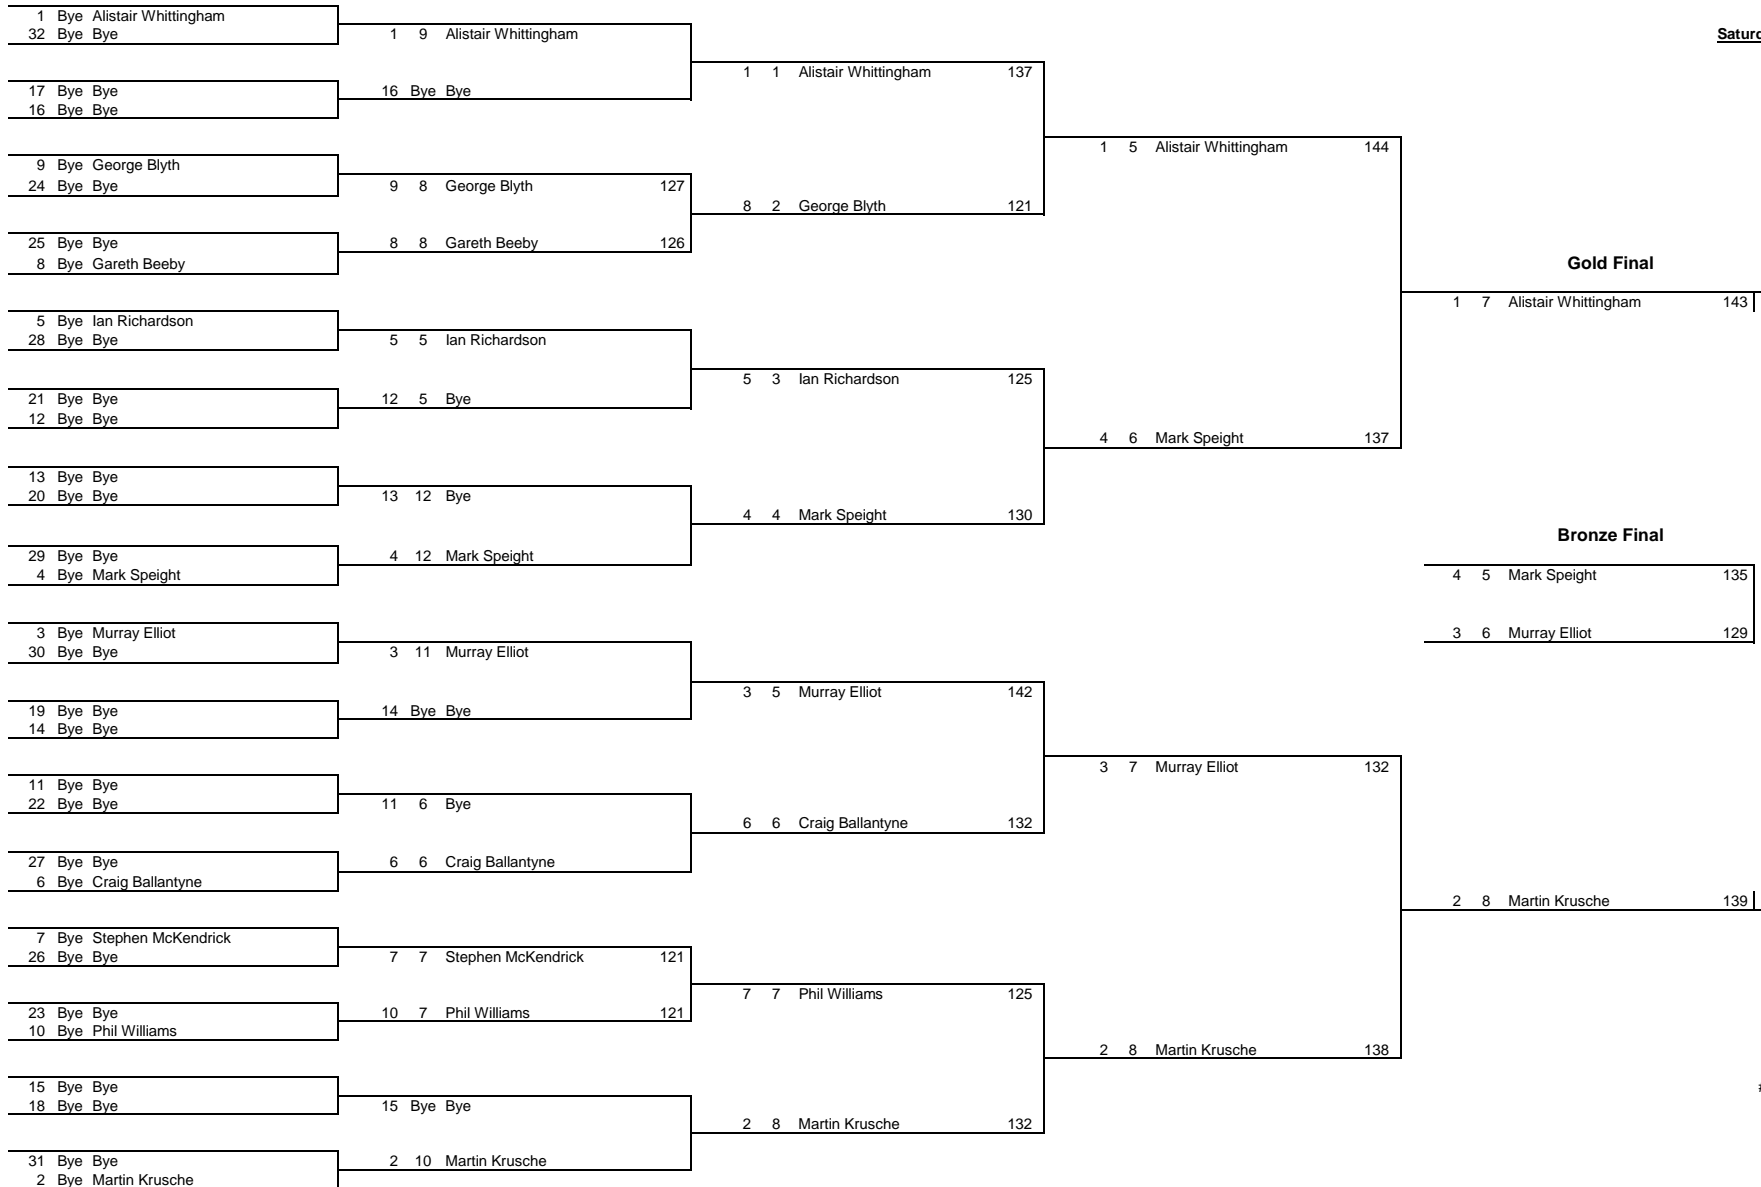 1 Bye Alistair Whittingham
32 Bye Bye
17 Bye Bye
16 Bye Bye
9 Bye George Blyth
24 Bye Bye
25 Bye Bye
8 Bye Gareth Beeby
5 Bye Ian Richardson
28 Bye Bye
21 Bye Bye
12 Bye Bye
13 Bye Bye
20 Bye Bye
29 Bye Bye
4 Bye Mark Speight
3 Bye Murray Elliot
30 Bye Bye
19 Bye Bye
14 Bye Bye
11 Bye Bye
22 Bye Bye
27 Bye Bye
6 Bye Craig Ballantyne
7 Bye Stephen McKendrick
26 Bye Bye
23 Bye Bye
10 Bye Phil Williams
15 Bye Bye
18 Bye Bye
31 Bye Bye
2 Bye Martin Krusche
1 9 Alistair Whittingham
16 Bye Bye
9 8 George Blyth 127
8 8 Gareth Beeby 126
5 5 Ian Richardson
12 5 Bye
13 12 Bye
4 12 Mark Speight
3 11 Murray Elliot
14 Bye Bye
11 6 Bye
6 6 Craig Ballantyne
7 7 Stephen McKendrick 121
10 7 Phil Williams 121
15 Bye Bye
2 10 Martin Krusche
1 1 Alistair Whittingham 137
8 2 George Blyth 121
5 3 Ian Richardson 125
4 4 Mark Speight 130
3 5 Murray Elliot 142
6 6 Craig Ballantyne 132
7 7 Phil Williams 125
2 8 Martin Krusche 132
1 5 Alistair Whittingham 144
4 6 Mark Speight 137
3 7 Murray Elliot 132
2 8 Martin Krusche 138
Saturd
Gold Final
1 7 Alistair Whittingham 143
Bronze Final
4 5 Mark Speight 135
3 6 Murray Elliot 129
2 8 Martin Krusche 139